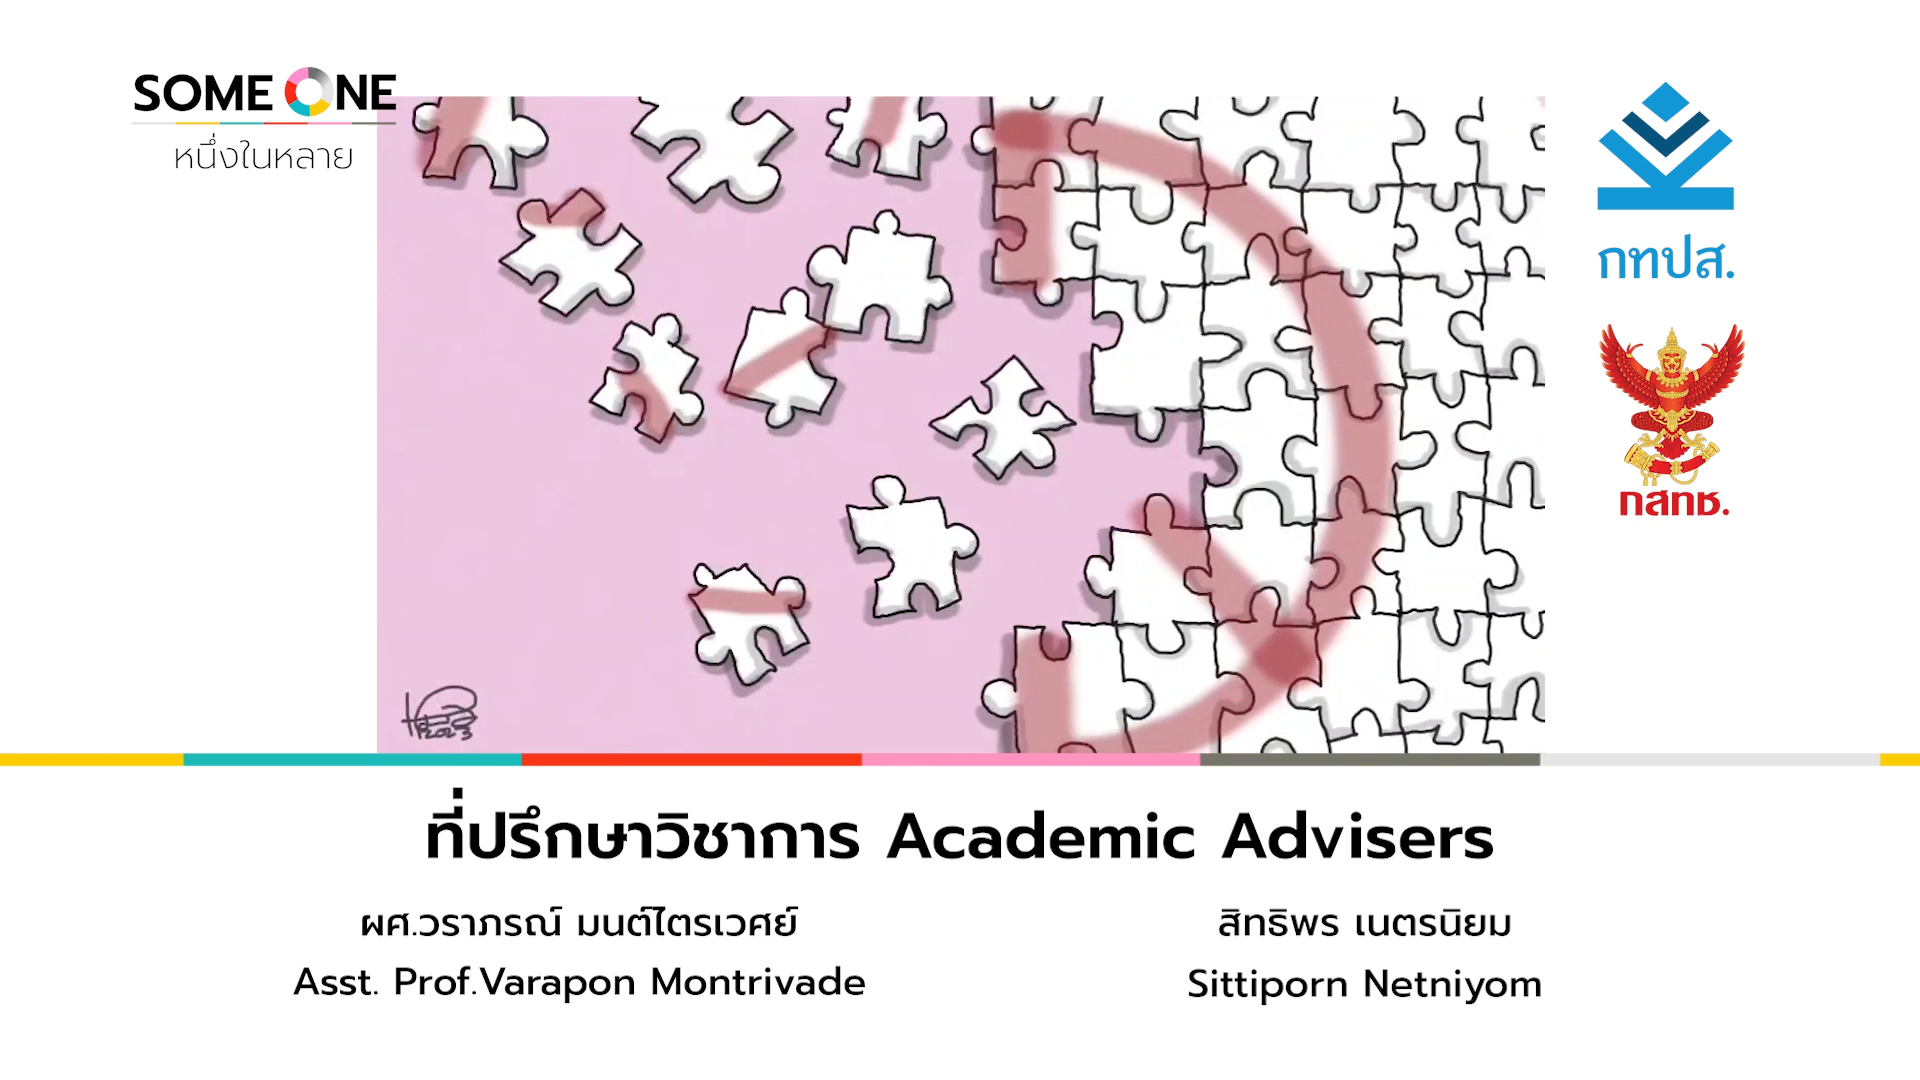 SOME ONE
หนึ่งในหลาย
กทปส.
กสทช.
2023
ที่ปรึกษาวิชาการ Academic Advisers
ผศ.วราภรณ์ มนต์ไตรเวศย์
Asst. Prof.Varapon Montrivade
สิทธิพร เนตรนิยม
Sittiporn Netniyom